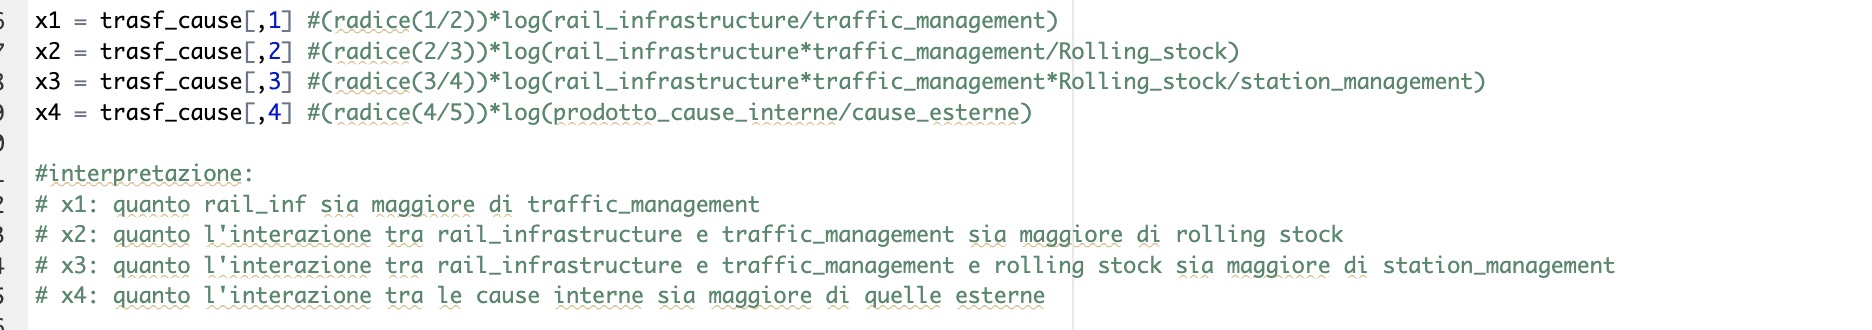 x1 = trasf_cause[,1] #(radice(1/2))*log(rail_infrastructure/traffic_management)
x2 = trasf_cause[,2] #(radice(2/3))*log(rail_infrastructure*traffic_management/Rolling_stock)
x3 = trasf_cause[,3] #(radice(3/4))*log(rail_infrastructure*traffic_management*Rolling_stock/station_management)
x4 = trasf_cause[,4] #(radice(4/5))*log(prodotto_cause_interne/cause_esterne)
#interpretazione:
# x1: quanto rail_inf sia maggiore di traffic_management
# x2: quanto l'interazione tra rail_infrastructure e traffic_management sia maggiore di rolling stock
# x3: quanto l'interazione tra rail_infrastructure e traffic_management e rolling stock sia maggiore di station_management
# x4: quanto l'interazione tra le cause interne sia maggiore di quelle esterne